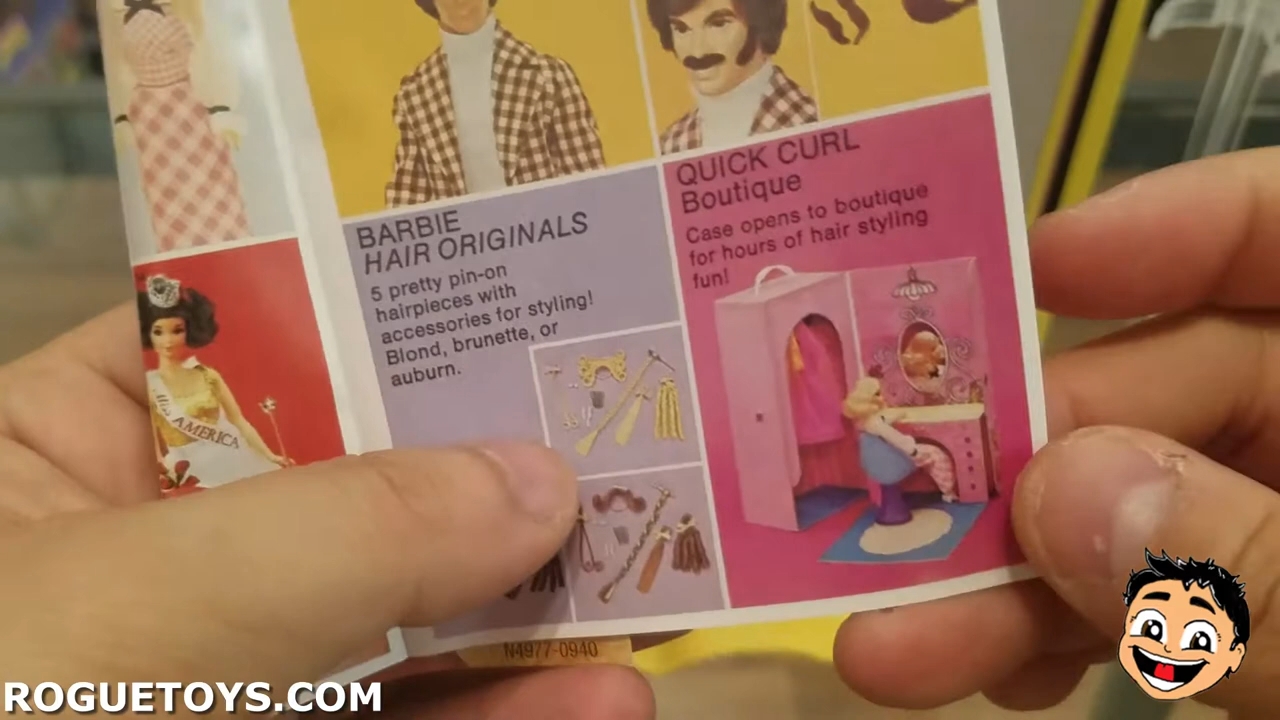 BARBIE
HAIR ORIGINALS
5 pretty pin-on
hairpieces with
accessories for styling!
Blond, brunette, or
auburn.
QUICK CURL
Boutique
Case opens to boutique
for hours of hair styling
fun!
Miss AMERICA
N4977-0940
ROGUETOYS.COM